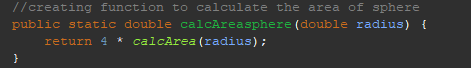 //creating function to calculate the area of sphere
public static double calcAreasphere(double radius) {
return 4 * calcArea(radius);
}